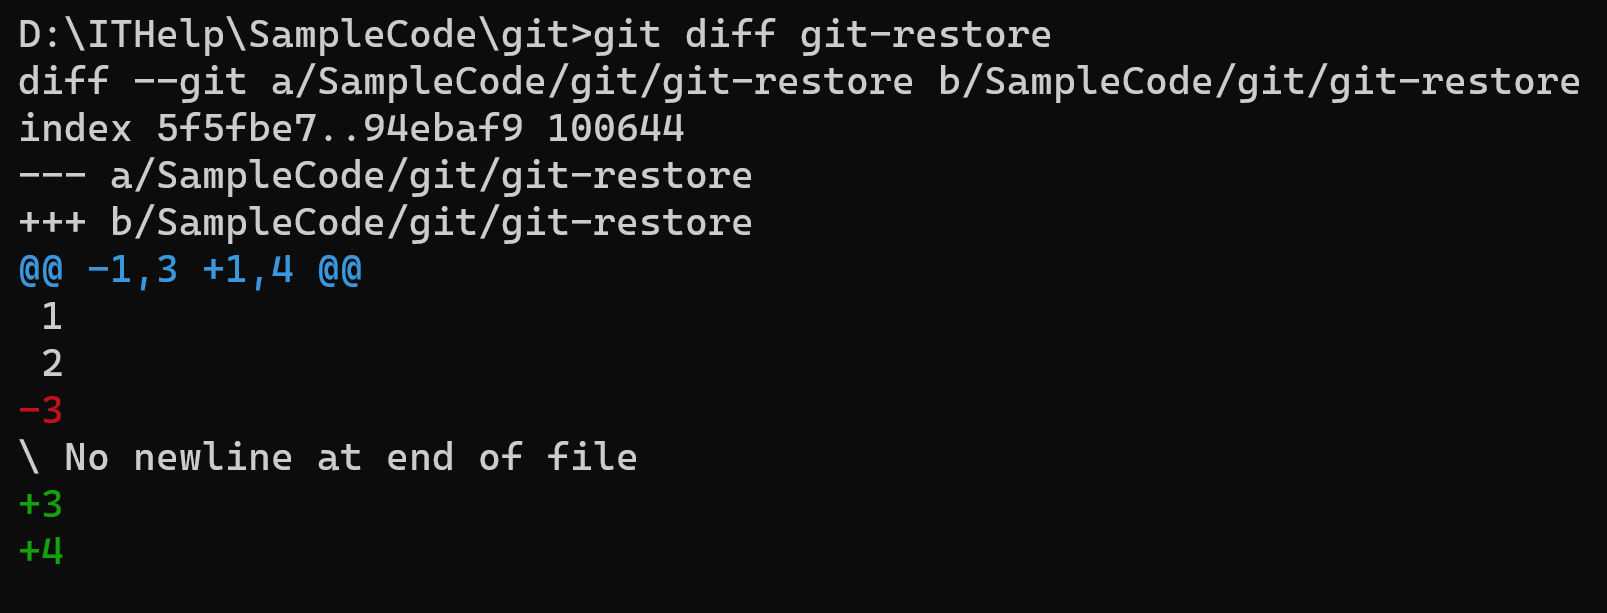 D:\ITHelp\SampleCode\git>git diff git-restore
diff --git a/SampleCode/git/git-restore b/SampleCode/git/git-restore
index 5f5fbe7..94ebaf9 100644
--- a/SampleCode/git/git-restore
+++ b/SampleCode/git/git-restore
@@ -1,3 +1,4 @@
 1
 2
-3
\ No newline at end of file
+3
+4